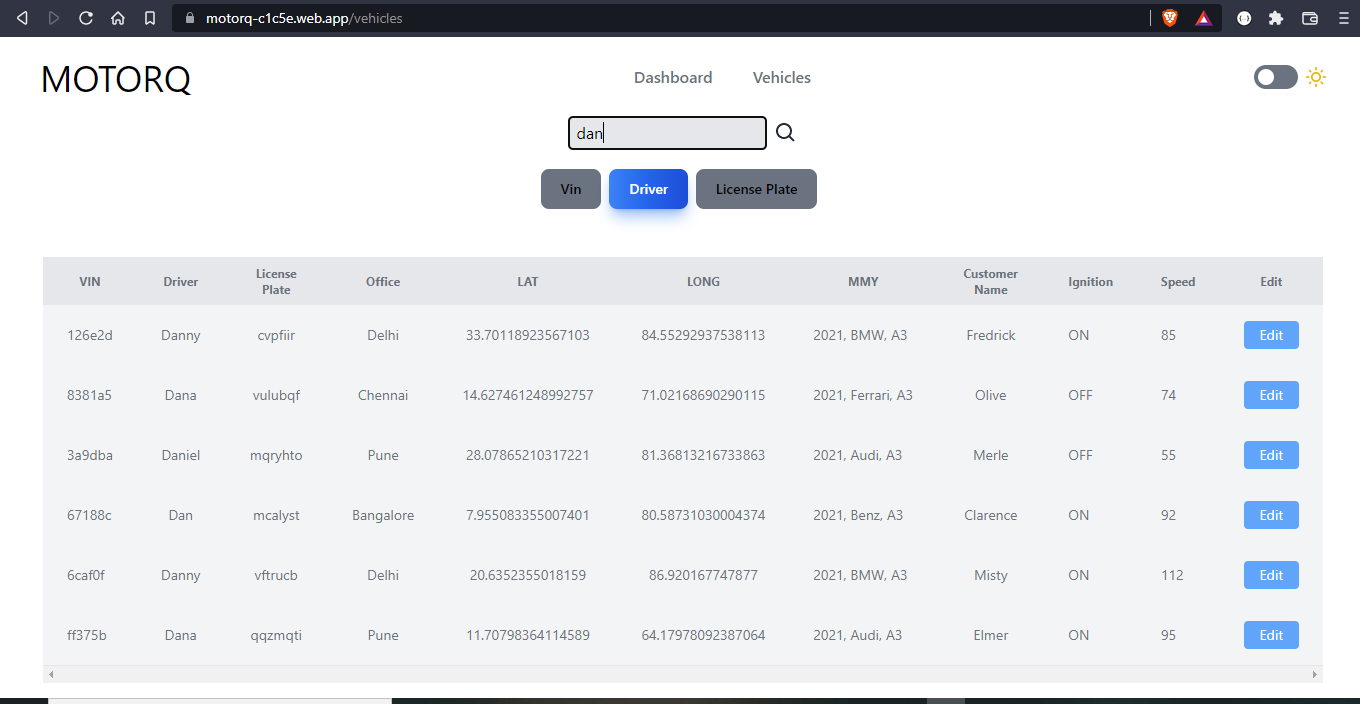 motorq-c1c5e.web.app/vehicles
MOTORQ Dashboard Vehicles
dan
Vin Driver License Plate
VIN Driver License Plate Office LAT LONG MMY Customer Name Ignition Speed Edit
126e2d Danny cvpfiir Delhi 33.70118923567103 84.55292937538113 2021, BMW, A3 Fredrick ON 85 Edit
8381a5 Dana vulubqf Chennai 14.627461248992757 71.02168690290115 2021, Ferrari, A3 Olive OFF 74 Edit
3a9dba Daniel mqryhto Pune 28.07865210317221 81.36813216733863 2021, Audi, A3 Merle OFF 55 Edit
67188c Dan mcalyst Bangalore 7.955083355007401 80.58731030004374 2021, Benz, A3 Clarence ON 92 Edit
6caf0f Danny vftrucb Delhi 20.6352355018159 86.920167747877 2021, BMW, A3 Misty ON 112 Edit
ff375b Dana qqzmqti Pune 11.70798364114589 64.17978092387064 2021, Audi, A3 Elmer ON 95 Edit